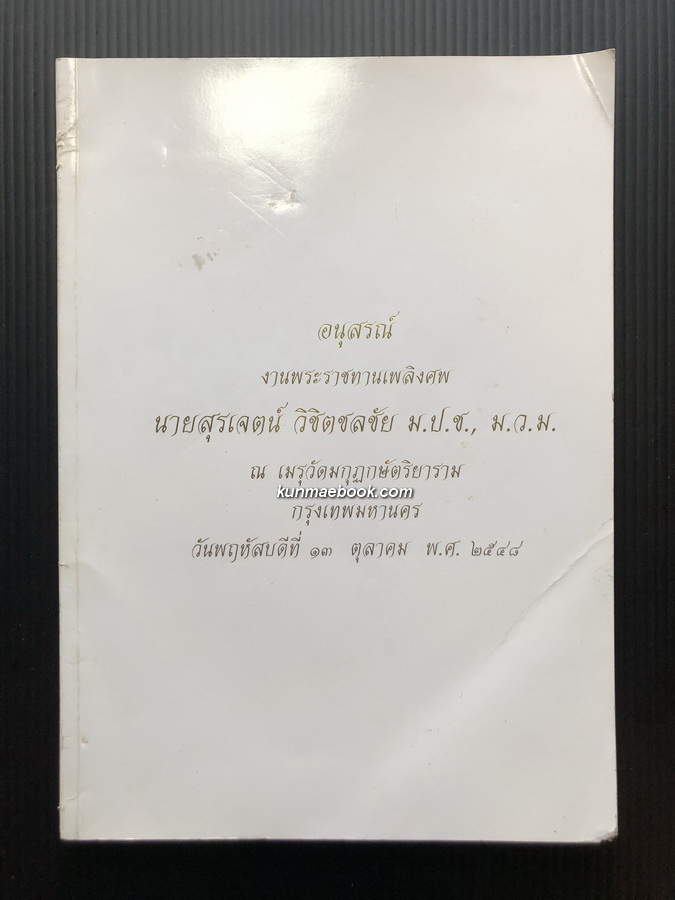 อนุสรณ์
งานพระราชทานเพลิงศพ
นายสุรเจตน์ วิชิตชลชัย ม.ป.ช., ม.ว.ม.
ณ เมรุวัดมกุฏกษัตริยาราม
kunmaebook.com
กรุงเทพมหานคร
วันพฤหัสบดีที่ ๑๓ ตุลาคม พ.ศ. ๒๕๔๘